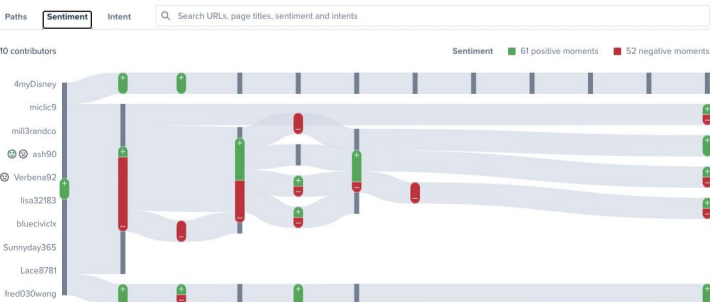 Paths Sentiment Intent Search URLs, page titles, sentiment and intents
10 contributors Sentiment 61 positive moments 52 negative moments
4myDisney
miclic9
mill3randco
ash90
Verbena92
lisa32183
blueciviclx
Sunnyday365
Lace8781
fred030wang